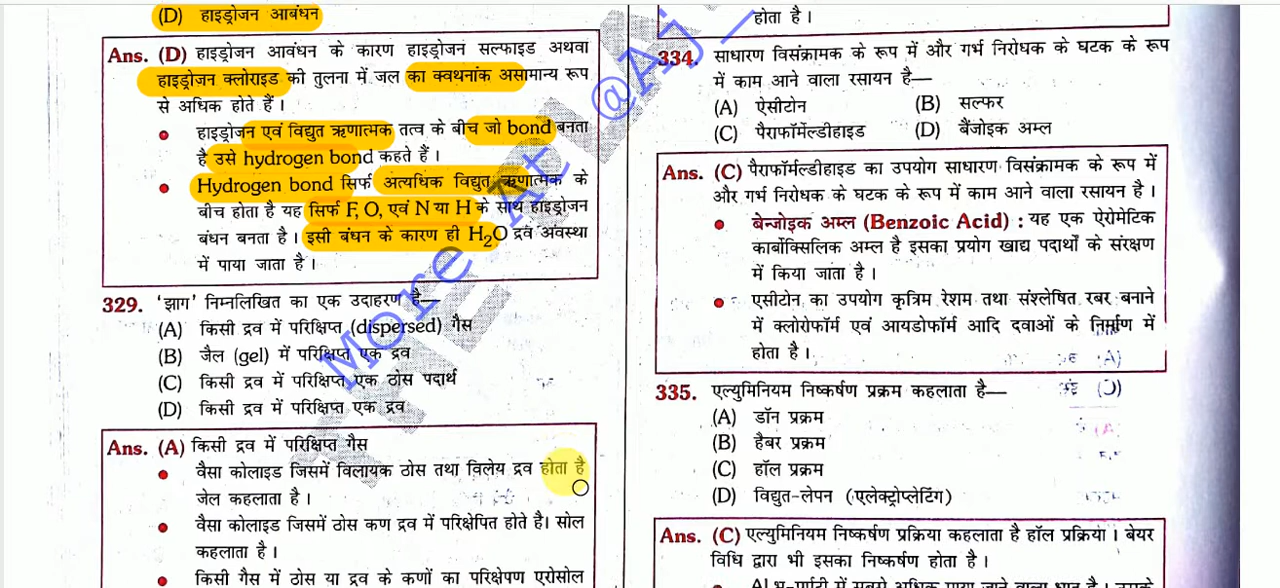 (D) हाइड्रोजन आबंधन
Ans. (D) हाइड्रोजन आवंधन के कारण हाइड्रोजन सल्फाइड अथवा
हाइड्रोजन क्लोराइड की तुलना में जल का क्वथनांक असामान्य रूप
से अधिक होते हैं ।
● हाइड्रोजन एवं विद्युत ऋणात्मक तत्व के बीच जो bond बनता
है उसे hydrogen bond कहते हैं ।
● Hydrogen bond सिर्फ अत्यधिक विद्युत ऋणात्मक के
बीच होता है यह सिर्फ F, O, एवं N या H के साथ हाइड्रोजन
बंधन बनता है । इसी बंधन के कारण ही H₂O द्रव अवस्था
में पाया जाता है ।
329. ‘झाग’ निम्नलिखित का एक उदाहरण है—
(A) किसी द्रव में परिक्षिप्त (dispersed) गैस
(B) जैल (gel) में परिक्षिप्त एक द्रव
(C) किसी द्रव में परिक्षिप्त एक ठोस पदार्थ
(D) किसी द्रव में परिक्षिप्त एक द्रव
Ans. (A) किसी द्रव में परिक्षिप्त गैस
● वैसा कोलाइड जिसमें विलायक ठोस तथा विलेय द्रव होता है
जेल कहलाता है ।
● वैसा कोलाइड जिसमें ठोस कण द्रव में परिक्षेपित होते है। सोल
कहलाता है ।
● किसी गैस में ठोस या द्रव के कणों का परिक्षेपण एरोसोल
होता है ।
334. साधारण विसंक्रामक के रूप में और गर्भ निरोधक के घटक के रूप
में काम आने वाला रसायन है—
(A) ऐसीटोन (B) सल्फर
(C) पैराफॉर्मेल्डीहाइड (D) बैंजोइक अम्ल
Ans. (C) पैराफॉर्मल्डीहाइड का उपयोग साधारण विसंक्रामक के रूप में
और गर्भ निरोधक के घटक के रूप में काम आने वाला रसायन है ।
● बेन्जोइक अम्ल (Benzoic Acid) : यह एक ऐरोमेटिक
कार्बोक्सिलिक अम्ल है इसका प्रयोग खाद्य पदार्थों के संरक्षण
में किया जाता है ।
● एसीटोन का उपयोग कृत्रिम रेशम तथा संश्लेषित रबर बनाने
में क्लोरोफॉर्म एवं आयडोफॉर्म आदि दवाओं के निर्माण में
होता है ।
335. एल्युमिनियम निष्कर्षण प्रक्रम कहलाता है—
(A) डॉन प्रक्रम
(B) हैबर प्रक्रम
(C) हॉल प्रक्रम
(D) विद्युत-लेपन (एलेक्ट्रोप्लेटिंग)
Ans. (C) एल्युमिनियम निष्कर्षण प्रक्रिया कहलाता है हॉल प्रक्रिया । बेयर
विधि द्वारा भी इसका निष्कर्षण होता है ।
More At @Aj_